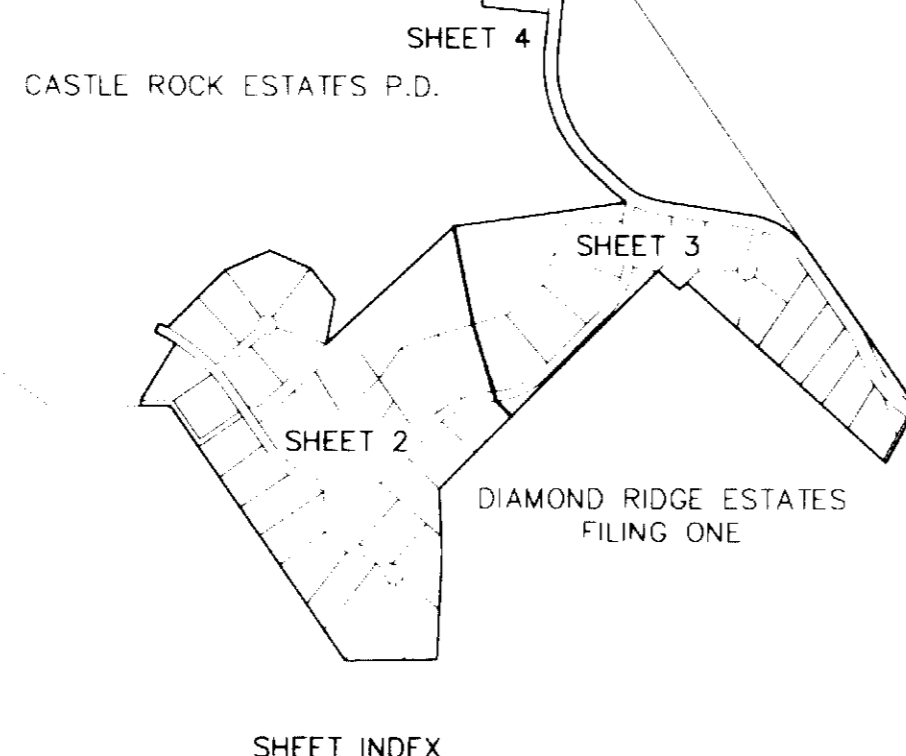 SHEET 4
CASTLE ROCK ESTATES P.D.
SHEET 3
SHEET 2
DIAMOND RIDGE ESTATES
FILING ONE
SHEET INDEX